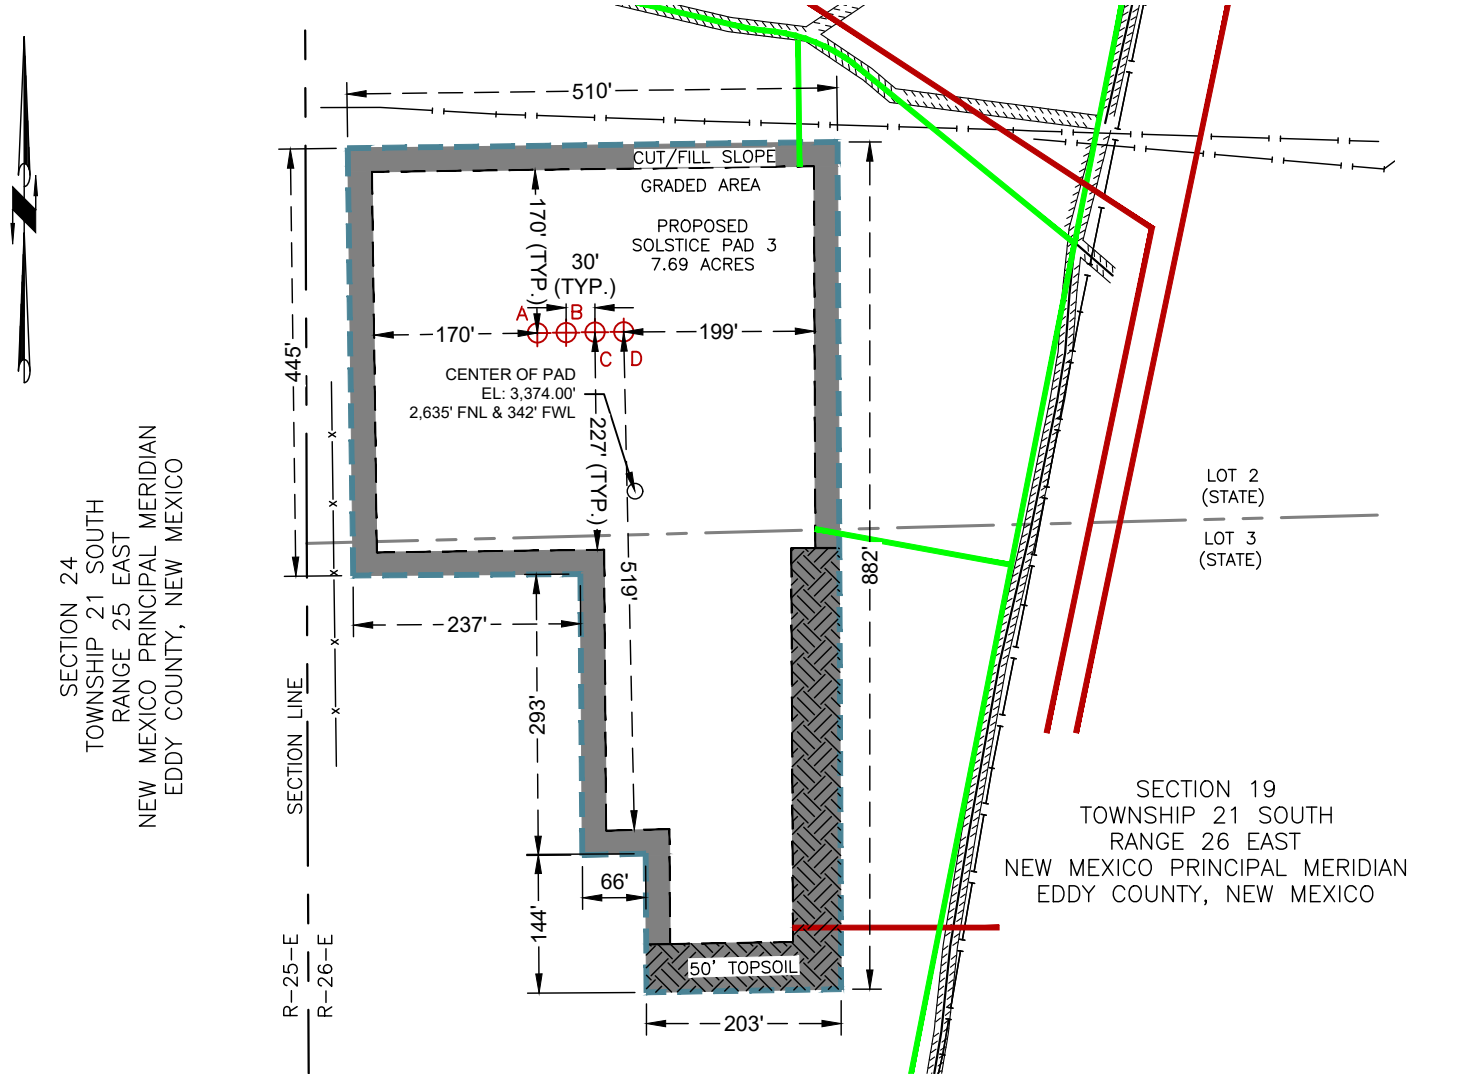 510'
CUT/FILL SLOPE
GRADED AREA
PROPOSED
SOLSTICE PAD 3
7.69 ACRES
170' (TYP.)
30'
(TYP.)
A
B
C
D
170'
199'
445'
CENTER OF PAD
EL: 3,374.00'
2,635' FNL & 342' FWL
227' (TYP.)
519'
882'
LOT 2
(STATE)
LOT 3
(STATE)
x
x
x
x
x
SECTION 24
TOWNSHIP 21 SOUTH
RANGE 25 EAST
NEW MEXICO PRINCIPAL MERIDIAN
EDDY COUNTY, NEW MEXICO
237'
293'
SECTION LINE
66'
144'
SECTION 19
TOWNSHIP 21 SOUTH
RANGE 26 EAST
NEW MEXICO PRINCIPAL MERIDIAN
EDDY COUNTY, NEW MEXICO
R-25-E
R-26-E
50' TOPSOIL
203'